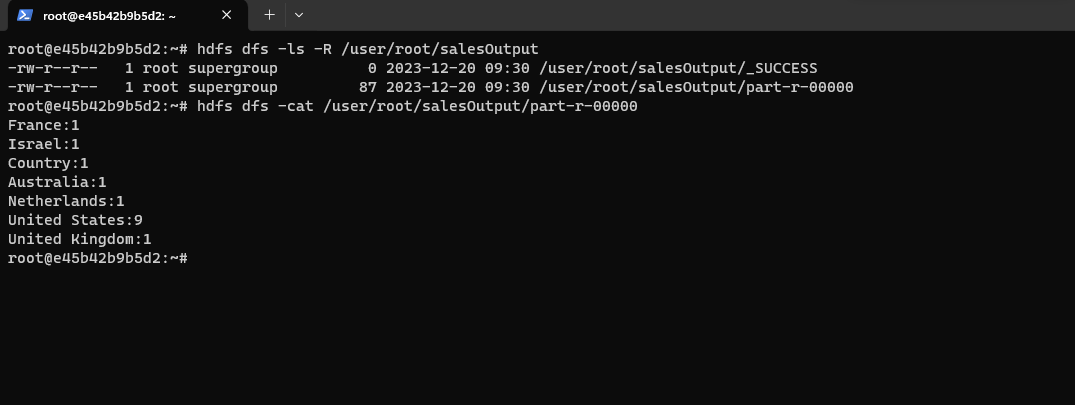 root@e45b42b9b5d2: ~
root@e45b42b9b5d2:~# hdfs dfs -ls -R /user/root/salesOutput
-rw-r--r--   1 root supergroup          0 2023-12-20 09:30 /user/root/salesOutput/_SUCCESS
-rw-r--r--   1 root supergroup         87 2023-12-20 09:30 /user/root/salesOutput/part-r-00000
root@e45b42b9b5d2:~# hdfs dfs -cat /user/root/salesOutput/part-r-00000
France:1
Israel:1
Country:1
Australia:1
Netherlands:1
United States:9
United Kingdom:1
root@e45b42b9b5d2:~#